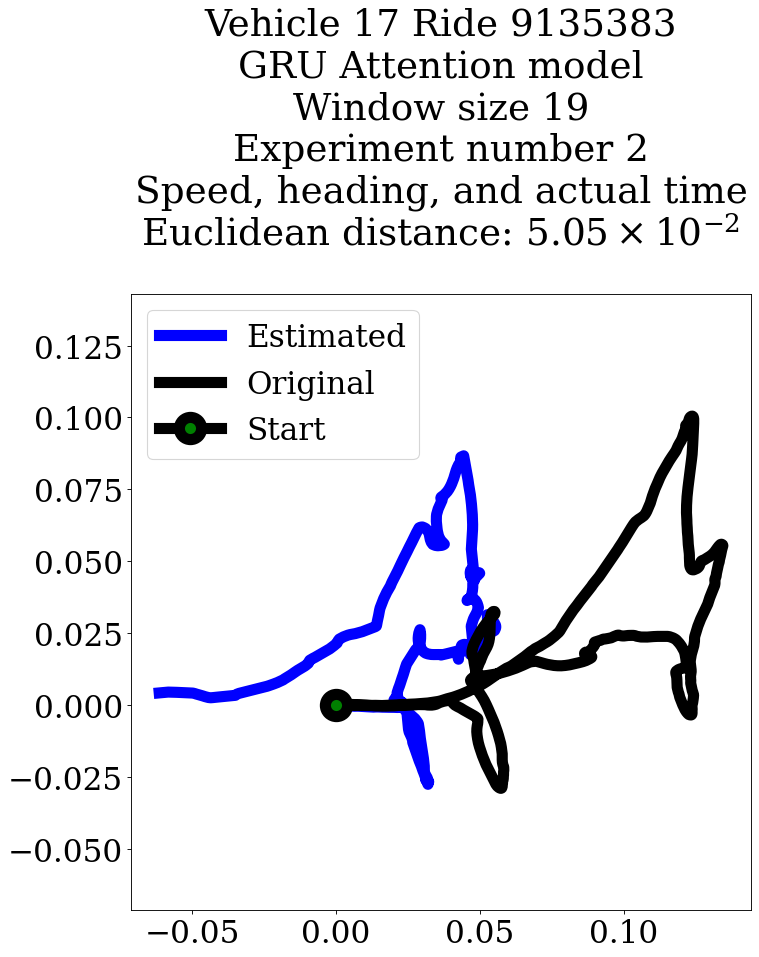 Vehicle 17 Ride 9135383
GRU Attention model
Window size 19
Experiment number 2
Speed, heading, and actual time
Euclidean distance: 5.05 × 10⁻²
Estimated
Original
Start
0.125
0.100
0.075
0.050
0.025
0.000
−0.025
−0.050
−0.05 0.00 0.05 0.10